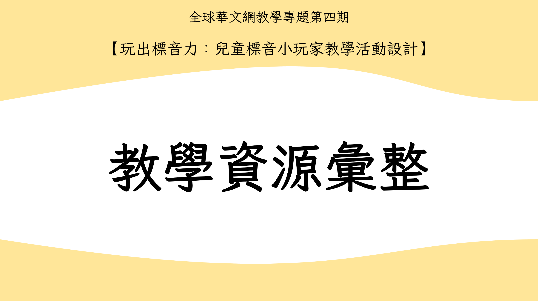 全球華文網教學專題第四期
【玩出標音力：兒童標音小玩家教學活動設計】
教學資源彙整